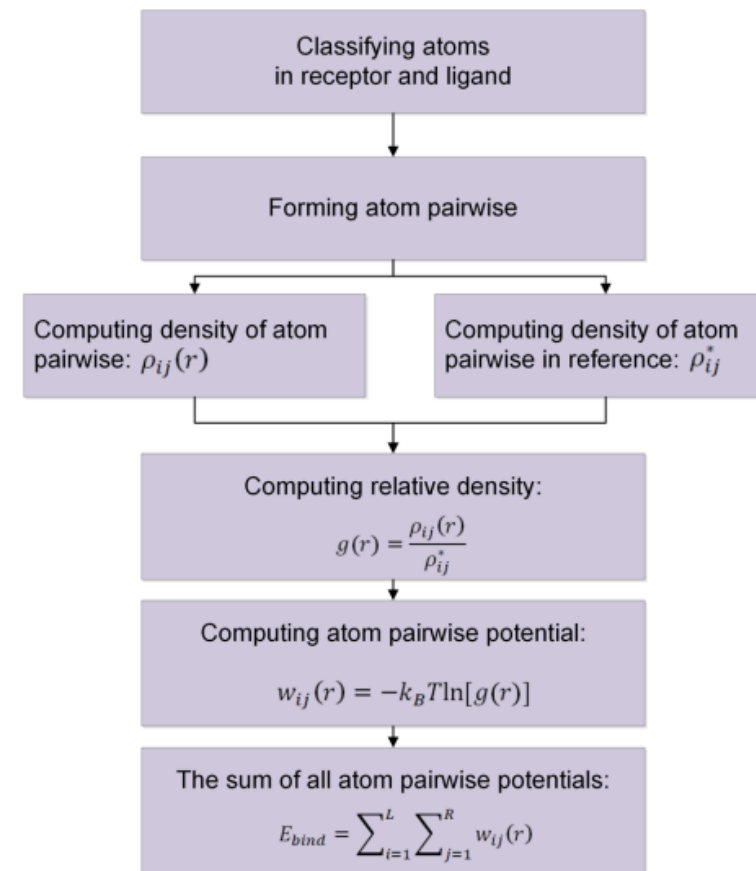 Classifying atoms
in receptor and ligand
Forming atom pairwise
Computing density of atom
pairwise: ρᵢⱼ(r)
Computing density of atom
pairwise in reference: ρ*ᵢⱼ
Computing relative density:
g(r) = ρᵢⱼ(r) / ρ*ᵢⱼ
Computing atom pairwise potential:
wᵢⱼ(r) = −k_B T ln[g(r)]
The sum of all atom pairwise potentials:
E_bind = ∑_{i=1}^{L} ∑_{j=1}^{R} wᵢⱼ(r)